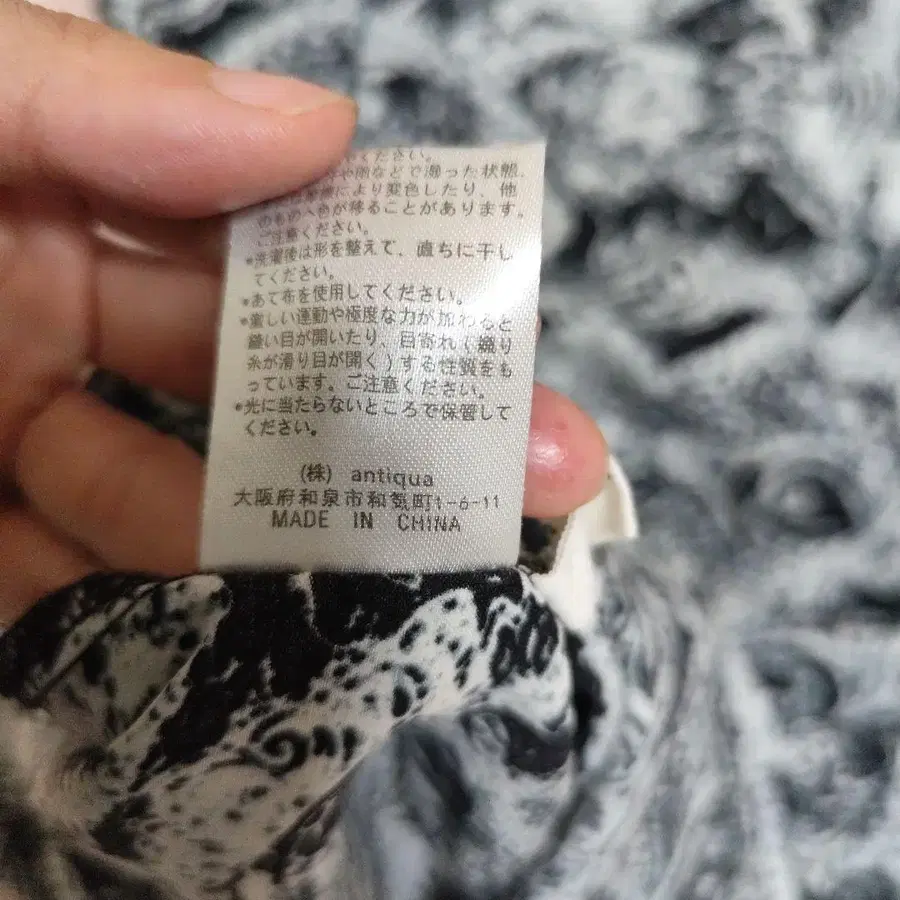 ください。
や雨などで湿った状態、
により変色したり、他
のものへ色が移ることがあります。
ご注意ください。
*洗濯後は形を整えて、直ちに干し
てください。
*あて布を使用してください。
*激しい運動や極度な力が加わると
縫い目が開いたり、目寄れ(織り
糸が滑り目が開く)する性質をも
っています。ご注意ください。
*光に当たらないところで保管して
ください。
(株) antiqua
大阪府和泉市和気町1-6-11
MADE IN CHINA